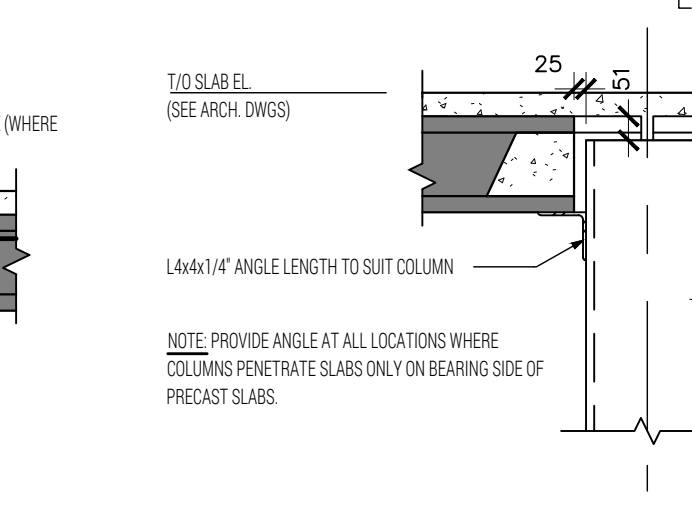 25
51
T/O SLAB EL.
(SEE ARCH. DWGS)
(WHERE
L4x4x1/4" ANGLE LENGTH TO SUIT COLUMN
NOTE: PROVIDE ANGLE AT ALL LOCATIONS WHERE
COLUMNS PENETRATE SLABS ONLY ON BEARING SIDE OF
PRECAST SLABS.